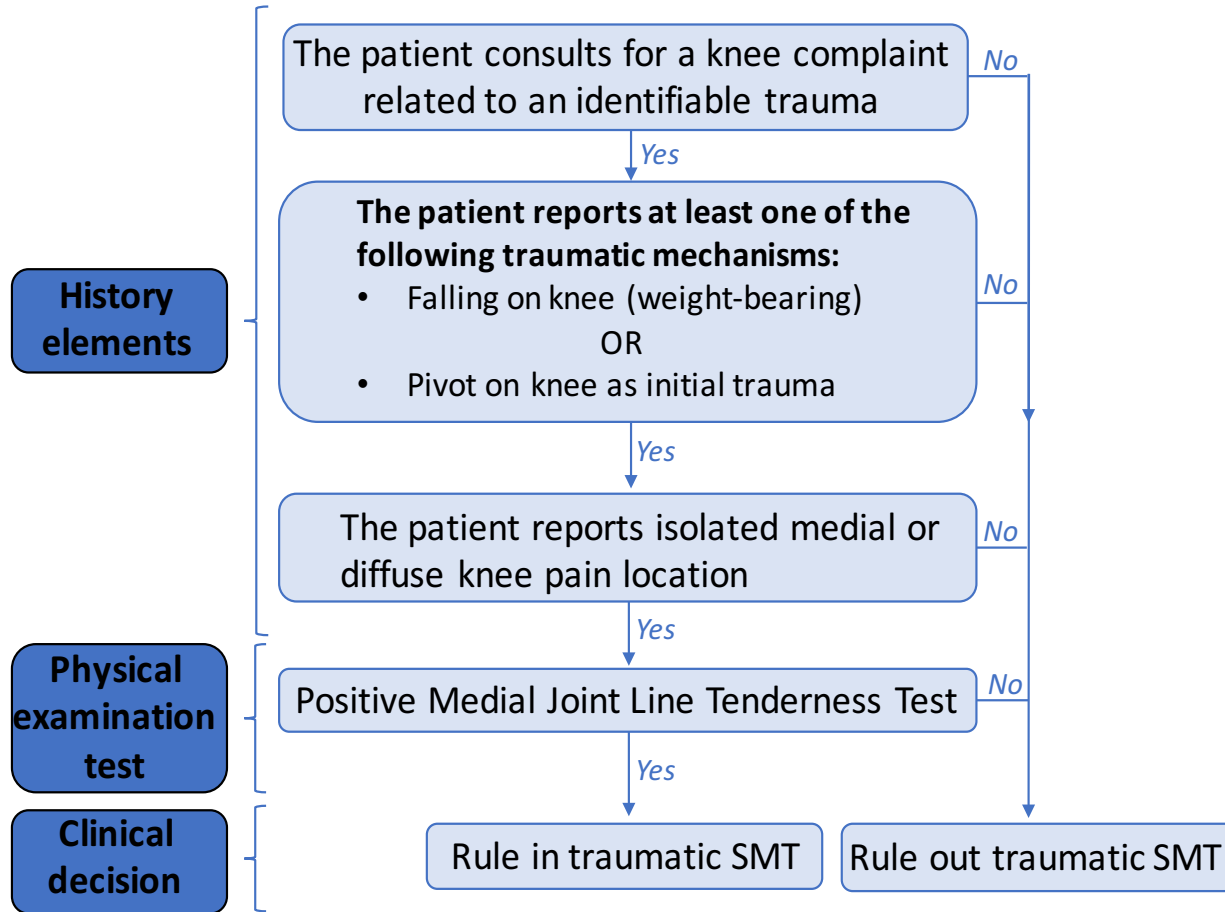 The patient consults for a knee complaint
related to an identifiable trauma
No
Yes
History
elements
The patient reports at least one of the
following traumatic mechanisms:
• Falling on knee (weight-bearing)
OR
• Pivot on knee as initial trauma
No
Yes
The patient reports isolated medial or
diffuse knee pain location
No
Yes
Physical
examination
test
Positive Medial Joint Line Tenderness Test
No
Yes
Clinical
decision
Rule in traumatic SMT
Rule out traumatic SMT